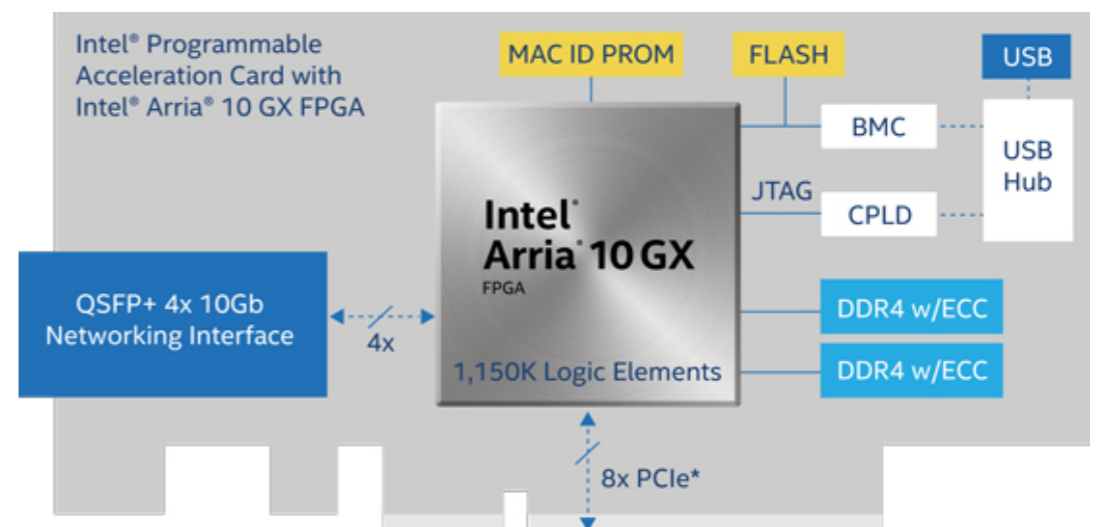 Intel® Programmable
Acceleration Card with
Intel® Arria® 10 GX FPGA
MAC ID PROM
FLASH
USB
BMC
USB
Hub
JTAG
CPLD
Intel®
Arria® 10 GX
FPGA
1,150K Logic Elements
QSFP+ 4x 10Gb
Networking Interface
4x
DDR4 w/ECC
DDR4 w/ECC
8x PCIe*